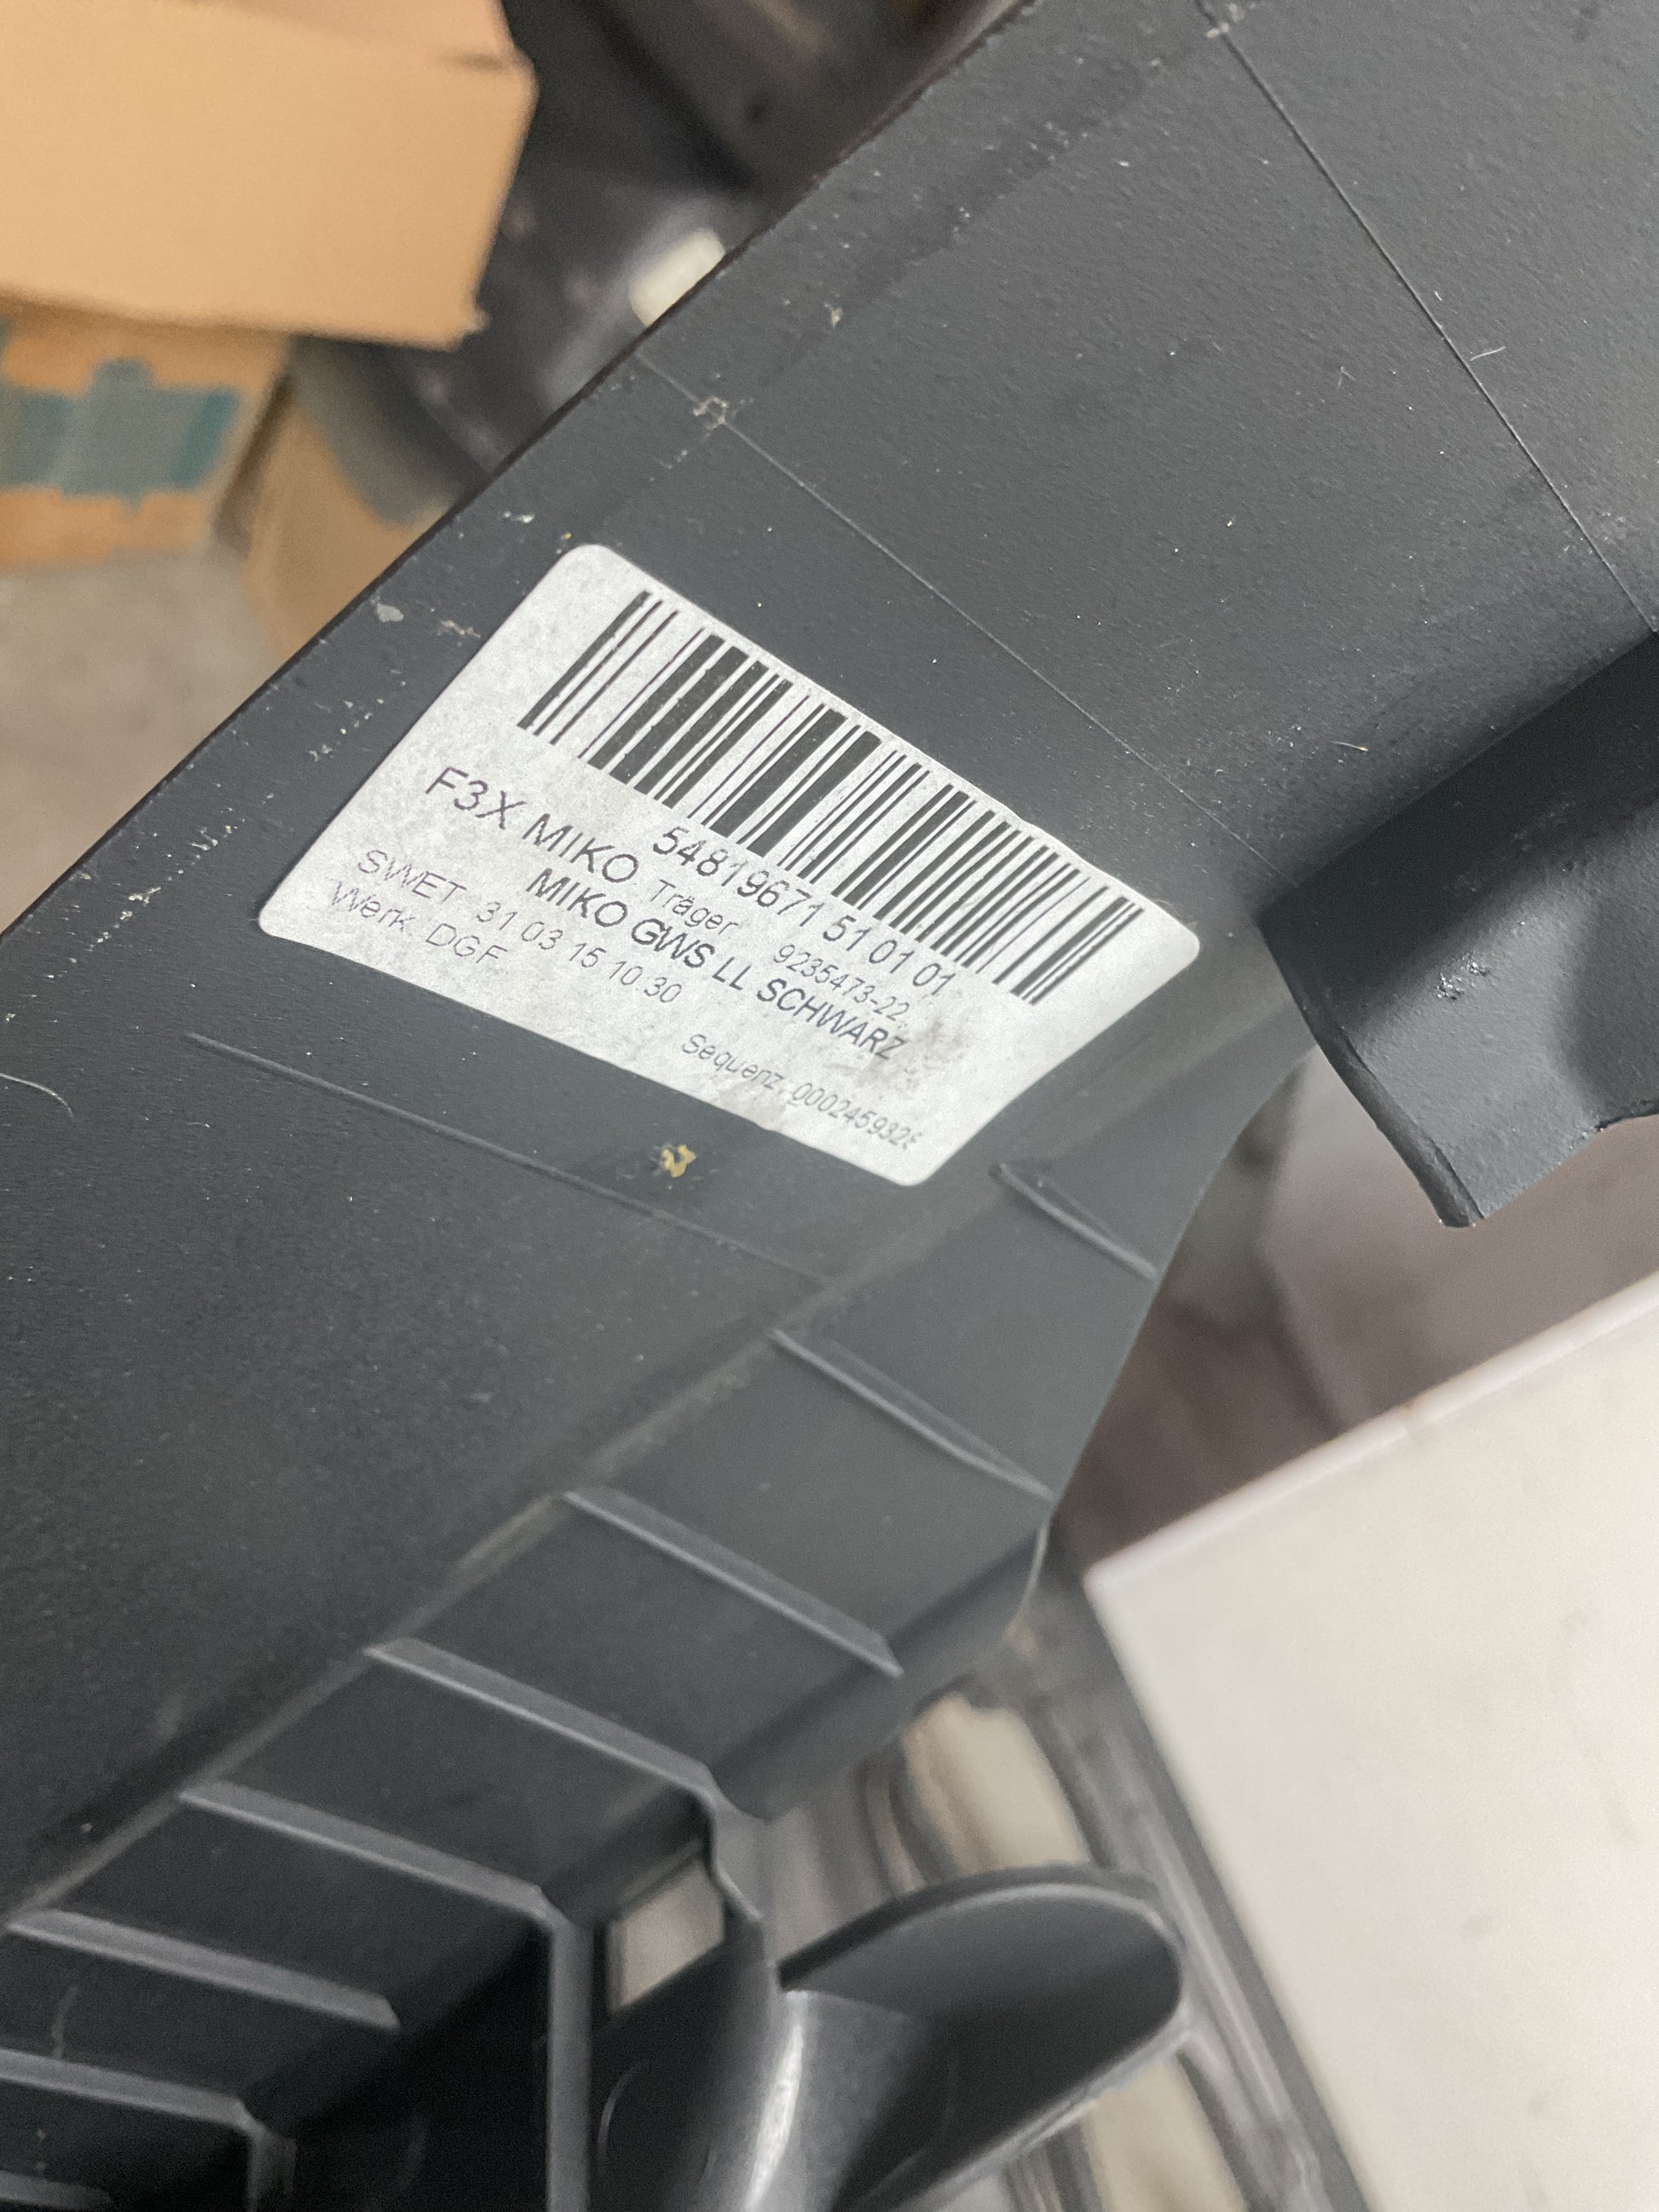 54819671 51 01 01
F3X MIKO Träger 9235473-22
MIKO GWS LL SCHWARZ
SWET 31 03 15 10:30
Werk: DGF Sequenz: 000245932